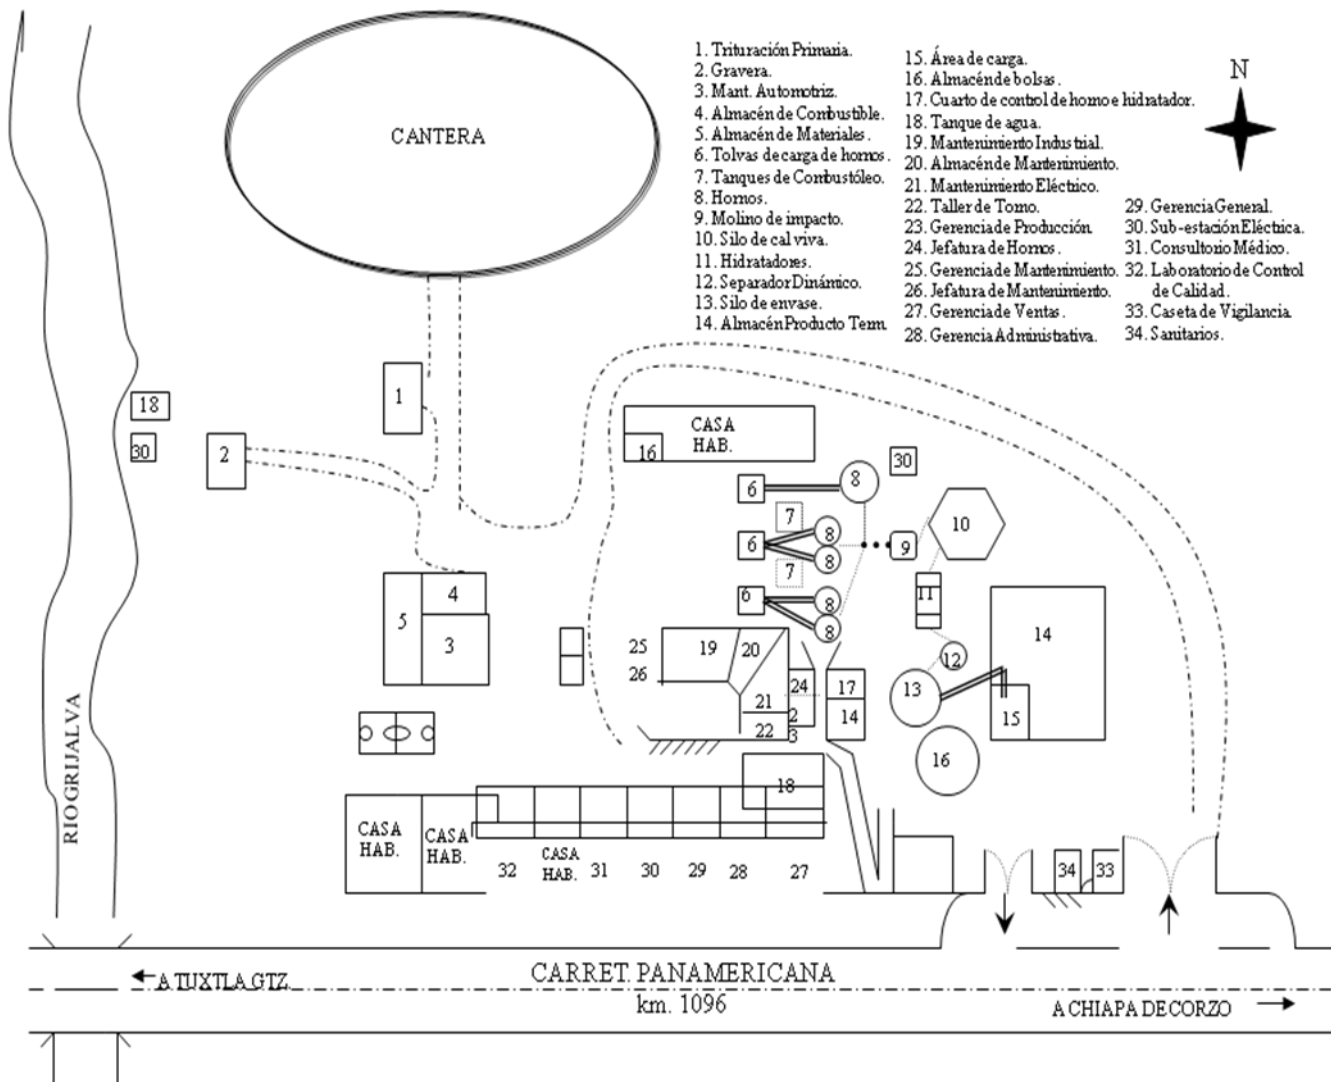 CANTERA
1. Trituración Primaria.
2. Gravera.
3. Mant. Automotriz.
4. Almacén de Combustible.
5. Almacén de Materiales.
6. Tolvas de carga de hornos.
7. Tanques de Combustóleo.
8. Hornos.
9. Molino de impacto.
10. Silo de cal viva.
11. Hidratadores.
12. Separador Dinámico.
13. Silo de envase.
14. Almacén Producto Term.
15. Área de carga.
16. Almacén de bolsas.
17. Cuarto de control de horno e hidratador.
18. Tanque de agua.
19. Mantenimiento Industrial.
20. Almacén de Mantenimiento.
21. Mantenimiento Eléctrico.
22. Taller de Torno.
23. Gerencia de Producción
24. Jefatura de Hornos.
25. Gerencia de Mantenimiento.
26. Jefatura de Mantenimiento.
27. Gerencia de Ventas.
28. Gerencia Administrativa.
29. Gerencia General.
30. Sub-estación Eléctrica.
31. Consultorio Médico.
32. Laboratorio de Control
de Calidad.
33. Caseta de Vigilancia
34. Sanitarios.
N
1
18
30
2
CASA
HAB.
16
30
6
8
7
8
10
6
9
8
7
4
6
8
11
5
3
8
14
25
19
20
12
26
24
17
13
21
2
14
15
22
3
16
18
RIO GRIJALVA
CASA
HAB.
CASA
HAB.
32
CASA
HAB.
31
30
29
28
27
34
33
A TUXTLA GTZ.
CARRET. PANAMERICANA
km. 1096
A CHIAPA DE CORZO